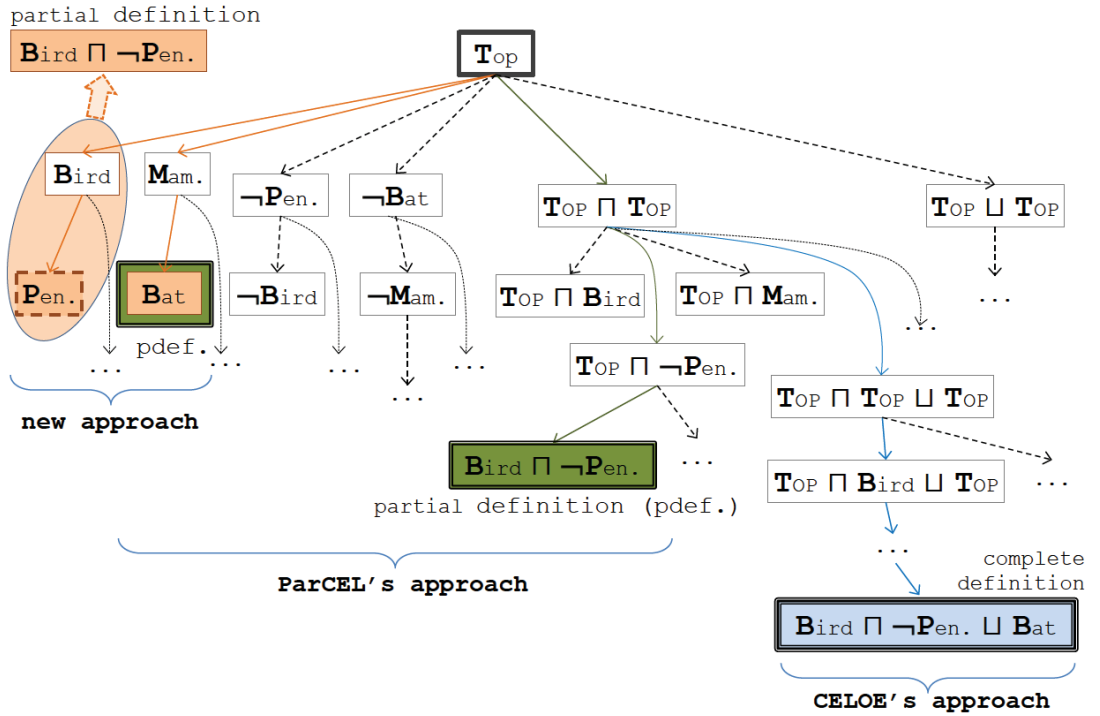 partial definition
Bird ⊓ ¬Pen.
Top
Bird
Mam.
¬Pen.
¬Bat
Top ⊓ Top
Top ⊔ Top
Pen.
Bat
¬Bird
¬Mam.
Top ⊓ Bird
Top ⊓ Mam.
...
...
pdef.
...
...
...
...
Top ⊓ ¬Pen.
Top ⊓ Top ⊔ Top
new approach
Bird ⊓ ¬Pen.
...
Top ⊓ Bird ⊔ Top
...
partial definition (pdef.)
...
ParCEL's approach
complete
definition
Bird ⊓ ¬Pen. ⊔ Bat
CELOE's approach